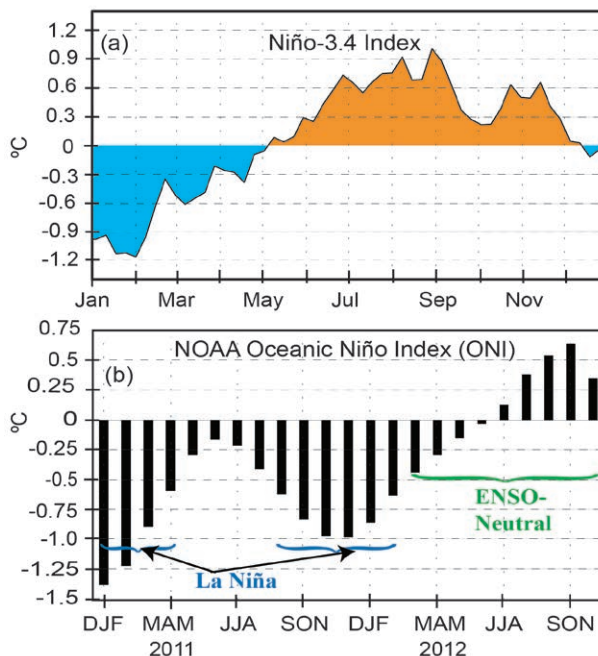 (a) Niño-3.4 Index
1.2
0.9
0.6
0.3
0
-0.3
-0.6
-0.9
-1.2
ºC
Jan Mar May Jul Sep Nov
NOAA Oceanic Niño Index (ONI)
(b)
0.75
0.5
0.25
0
-0.25
-0.5
-0.75
-1.0
-1.25
-1.5
ºC
ENSO-
Neutral
La Niña
DJF MAM JJA SON DJF MAM JJA SON
2011 2012